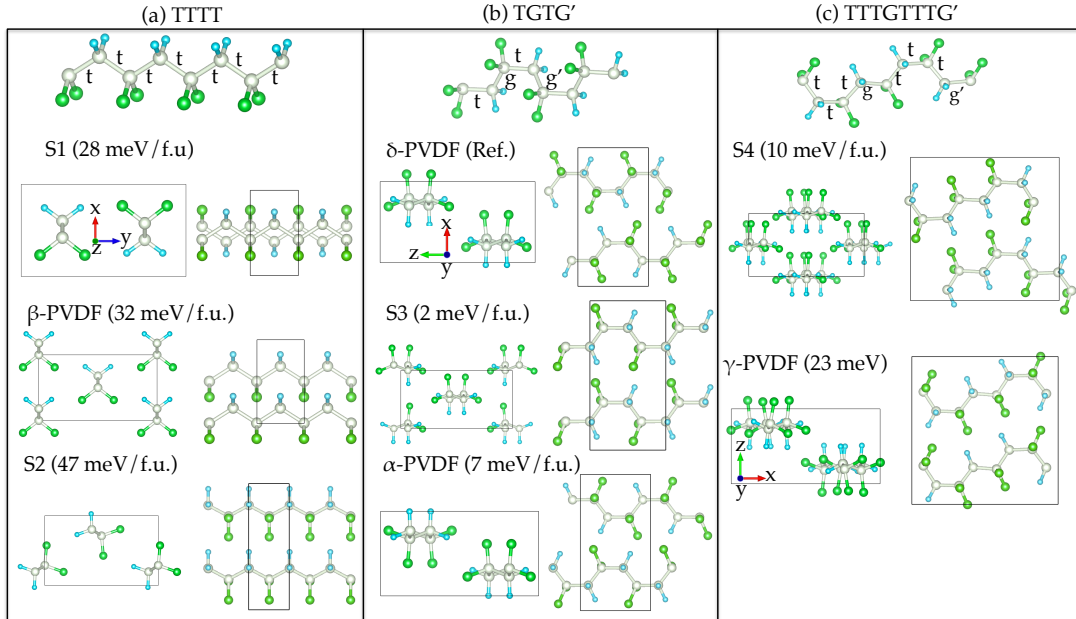 (a) TTTT
t t t t
t t t t
S1 (28 meV/f.u)
x
z y
β-PVDF (32 meV/f.u.)
S2 (47 meV/f.u.)
(b) TGTG′
t
g g′
t
δ-PVDF (Ref.)
x
z
y
S3 (2 meV/f.u.)
α-PVDF (7 meV/f.u.)
(c) TTTGTTTG′
t t
t g t
t g′
S4 (10 meV/f.u.)
γ-PVDF (23 meV)
z
y x